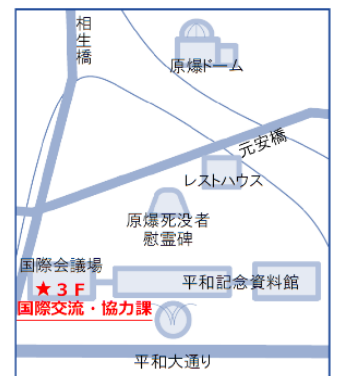 相生橋
原爆ドーム
元安橋
レストハウス
原爆死没者
慰霊碑
国際会議場
★３Ｆ
国際交流・協力課
平和記念資料館
平和大通り